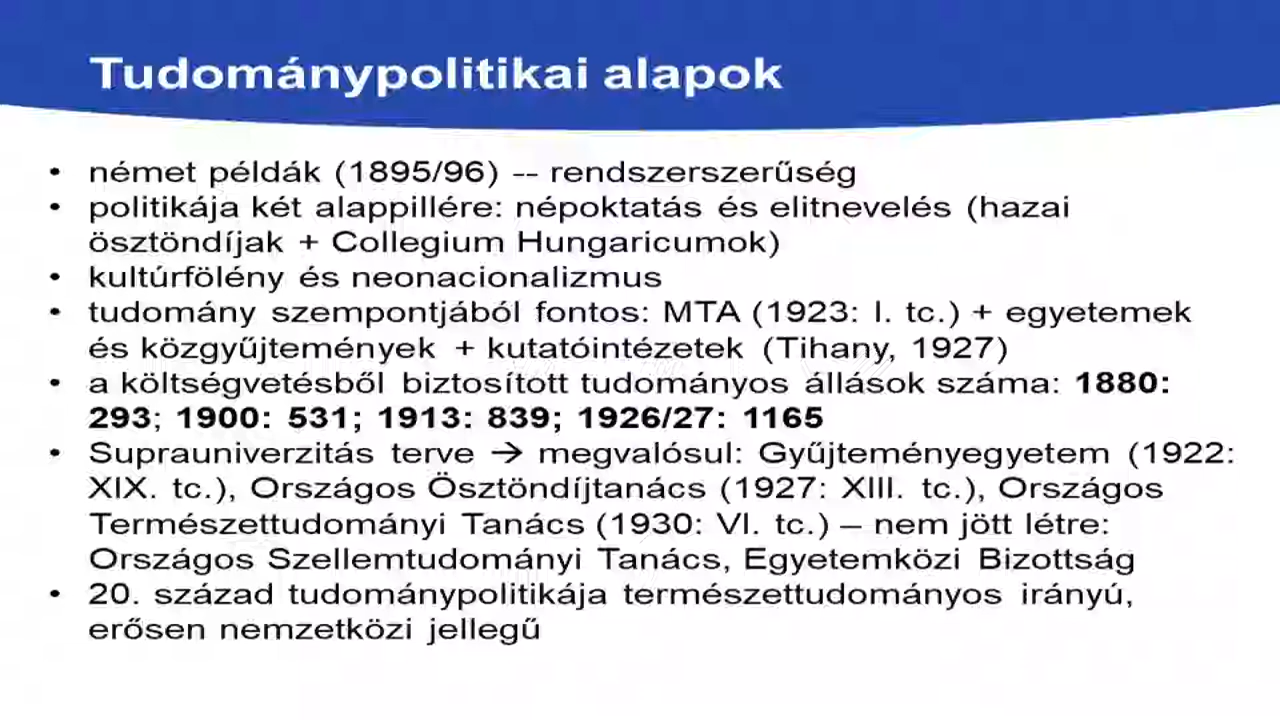 Tudománypolitikai alapok
• német példák (1895/96) -- rendszerszerűség
• politikája két alappillére: népoktatás és elitnevelés (hazai
ösztöndíjak + Collegium Hungaricumok)
• kultúrfölény és neonacionalizmus
• tudomány szempontjából fontos: MTA (1923: I. tc.) + egyetemek
és közgyűjtemények + kutatóintézetek (Tihany, 1927)
• a költségvetésből biztosított tudományos állások száma: 1880:
293; 1900: 531; 1913: 839; 1926/27: 1165
• Suprauniverzitás terve → megvalósul: Gyűjteményegyetem (1922:
XIX. tc.), Országos Ösztöndíjtanács (1927: XIII. tc.), Országos
Természettudományi Tanács (1930: VI. tc.) – nem jött létre:
Országos Szellemtudományi Tanács, Egyetemközi Bizottság
• 20. század tudománypolitikája természettudományos irányú,
erősen nemzetközi jellegű